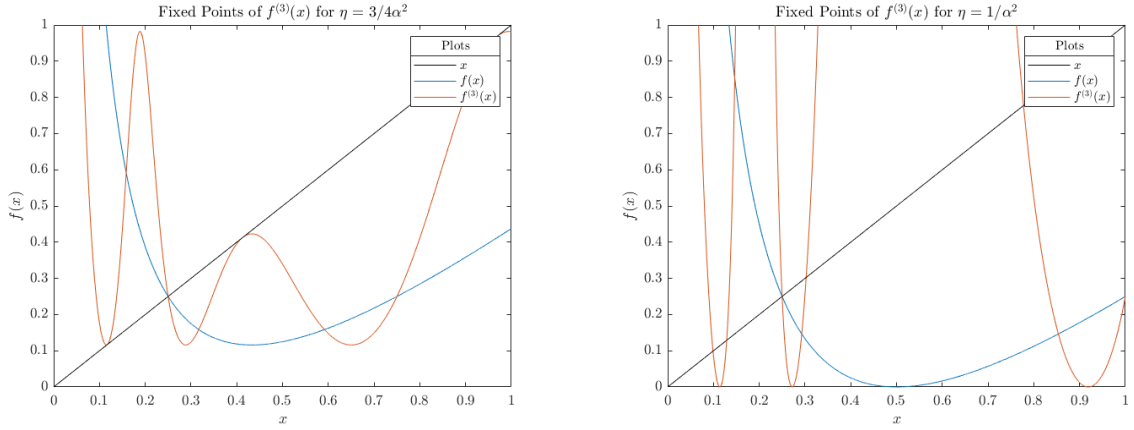 Fixed Points of f⁽³⁾(x) for η = 3/4α²
1
0.9
0.8
0.7
0.6
0.5
0.4
0.3
0.2
0.1
0
f(x)
0 0.1 0.2 0.3 0.4 0.5 0.6 0.7 0.8 0.9 1
x
Plots
x
f(x)
f⁽³⁾(x)
Fixed Points of f⁽³⁾(x) for η = 1/α²
1
0.9
0.8
0.7
0.6
0.5
0.4
0.3
0.2
0.1
0
f(x)
0 0.1 0.2 0.3 0.4 0.5 0.6 0.7 0.8 0.9 1
x
Plots
x
f(x)
f⁽³⁾(x)